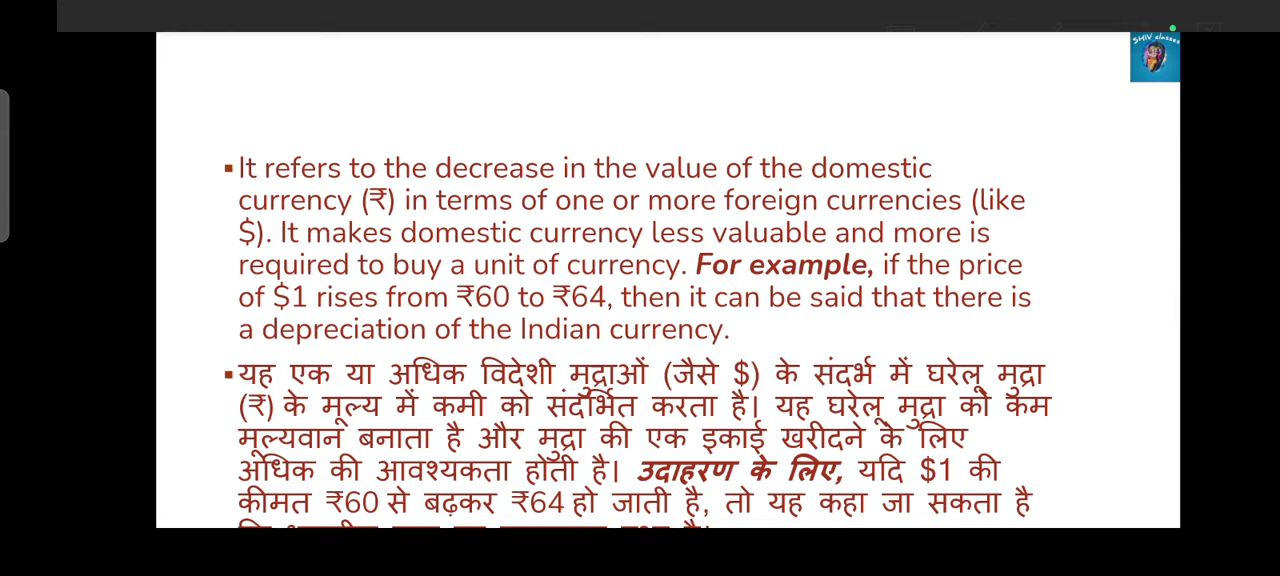 SHIV classes
▪It refers to the decrease in the value of the domestic
currency (₹) in terms of one or more foreign currencies (like
$). It makes domestic currency less valuable and more is
required to buy a unit of currency. For example, if the price
of $1 rises from ₹60 to ₹64, then it can be said that there is
a depreciation of the Indian currency.
▪यह एक या अधिक विदेशी मुद्राओं (जैसे $) के संदर्भ में घरेलू मुद्रा
(₹) के मूल्य में कमी को संदर्भित करता है। यह घरेलू मुद्रा को कम
मूल्यवान बनाता है और मुद्रा की एक इकाई खरीदने के लिए
अधिक की आवश्यकता होती है। उदाहरण के लिए, यदि $1 की
कीमत ₹60 से बढ़कर ₹64 हो जाती है, तो यह कहा जा सकता है